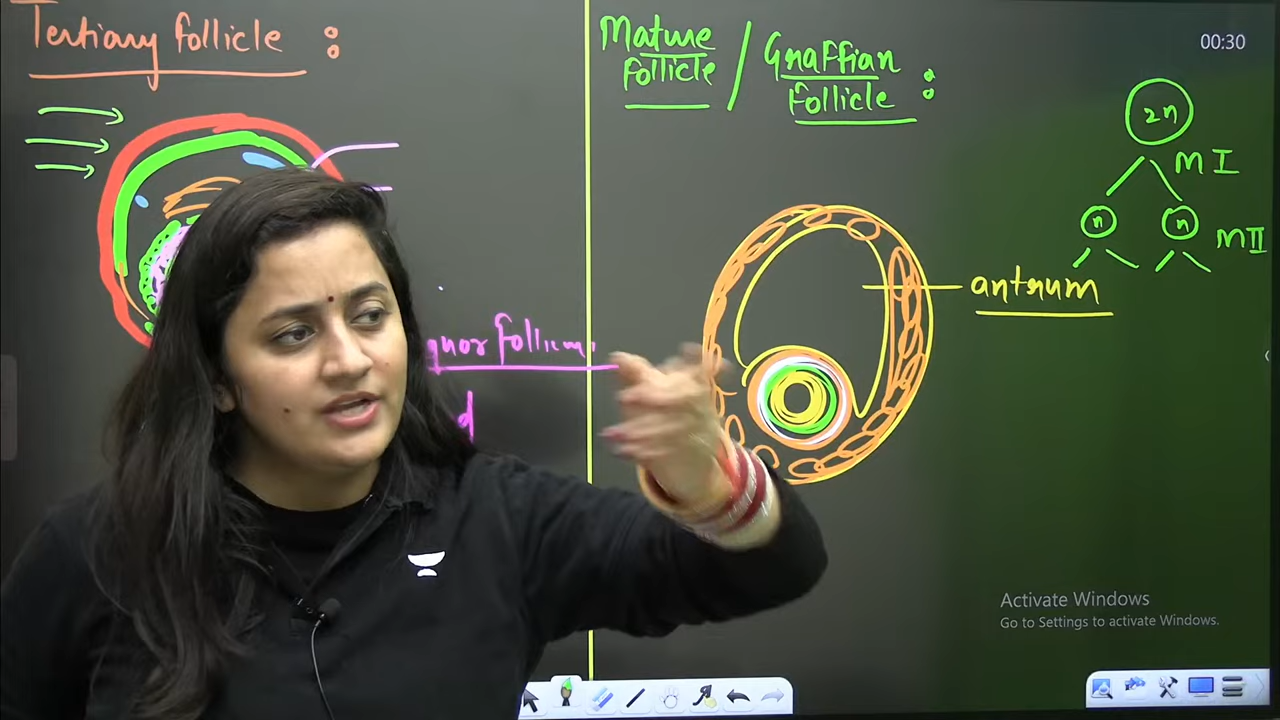 Tertiary follicle :
Mature
follicle / Graffian
follicle :
00:30
2n
M I
n n
M II
antrum
Activate Windows
Go to Settings to activate Windows.